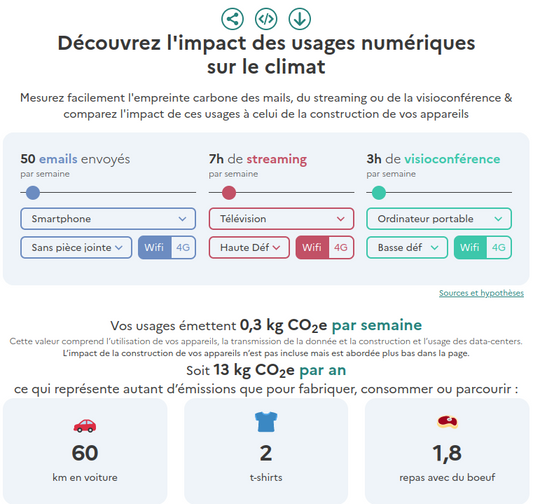 Découvrez l'impact des usages numériques
sur le climat
Mesurez facilement l'empreinte carbone des mails, du streaming ou de la visioconférence &
comparez l'impact de ces usages à celui de la construction de vos appareils
50 emails envoyés
par semaine
Smartphone
Sans pièce jointe
Wifi
4G
7h de streaming
par semaine
Télévision
Haute Déf
Wifi
4G
3h de visioconférence
par semaine
Ordinateur portable
Basse déf
Wifi
4G
Sources et hypothèses
Vos usages émettent 0,3 kg CO2e par semaine
Cette valeur comprend l'utilisation de vos appareils, la transmission de la donnée et la construction et l'usage des data-centers.
L'impact de la construction de vos appareils n'est pas incluse mais est abordée plus bas dans la page.
Soit 13 kg CO2e par an
ce qui représente autant d'émissions que pour fabriquer, consommer ou parcourir :
60
km en voiture
2
t-shirts
1,8
repas avec du boeuf